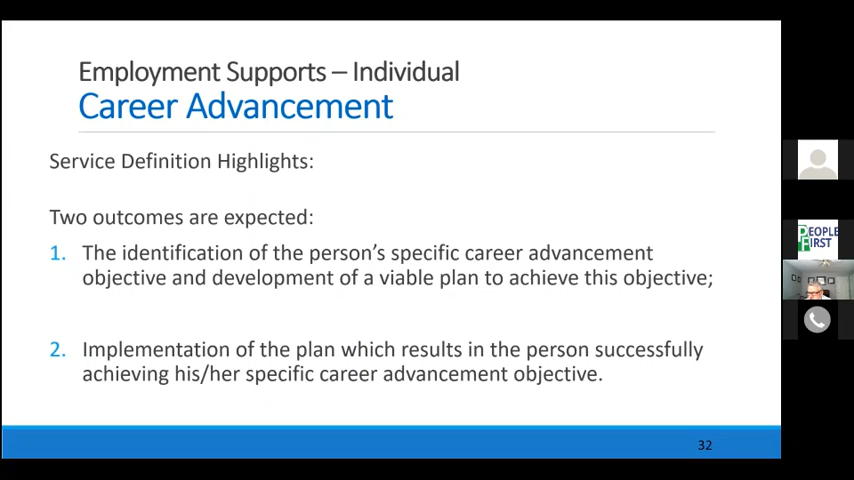 Employment Supports – Individual
Career Advancement
Service Definition Highlights:
Two outcomes are expected:
1. The identification of the person's specific career advancement
objective and development of a viable plan to achieve this objective;
2. Implementation of the plan which results in the person successfully
achieving his/her specific career advancement objective.
32
PEOPLE
FIRST